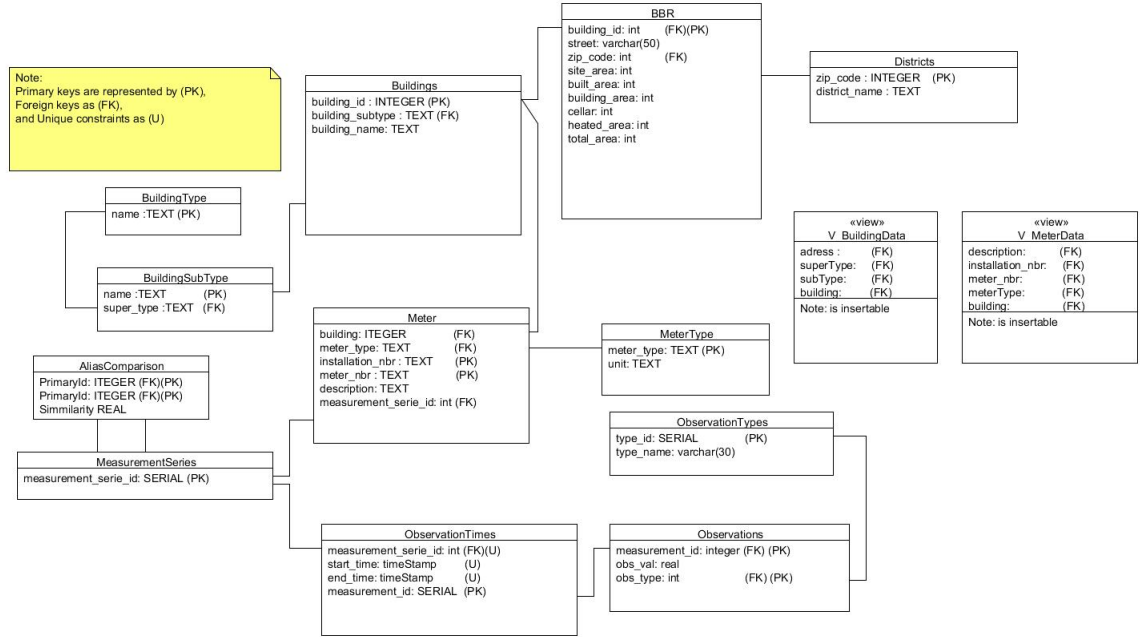 Note:
Primary keys are represented by (PK),
Foreign keys as (FK),
and Unique constraints as (U)
Buildings
building_id : INTEGER (PK)
building_subtype : TEXT (FK)
building_name: TEXT
BBR
building_id: int (FK)(PK)
street: varchar(50)
zip_code: int (FK)
site_area: int
built_area: int
building_area: int
cellar: int
heated_area: int
total_area: int
Districts
zip_code : INTEGER (PK)
district_name : TEXT
BuildingType
name :TEXT (PK)
BuildingSubType
name :TEXT (PK)
super_type :TEXT (FK)
«view»
V_BuildingData
adress : (FK)
superType: (FK)
subType: (FK)
building: (FK)
Note: is insertable
«view»
V_MeterData
description: (FK)
installation_nbr: (FK)
meter_nbr: (FK)
meterType: (FK)
building: (FK)
Note: is insertable
Meter
building: ITEGER (FK)
meter_type: TEXT (FK)
installation_nbr : TEXT (PK)
meter_nbr : TEXT (PK)
description: TEXT
measurement_serie_id: int (FK)
MeterType
meter_type: TEXT (PK)
unit: TEXT
AliasComparison
PrimaryId: ITEGER (FK)(PK)
PrimaryId: ITEGER (FK)(PK)
Simmilarity REAL
MeasurementSeries
measurement_serie_id: SERIAL (PK)
ObservationTypes
type_id: SERIAL (PK)
type_name: varchar(30)
ObservationTimes
measurement_serie_id: int (FK)(U)
start_time: timeStamp (U)
end_time: timeStamp (U)
measurement_id: SERIAL (PK)
Observations
measurement_id: integer (FK) (PK)
obs_val: real
obs_type: int (FK) (PK)